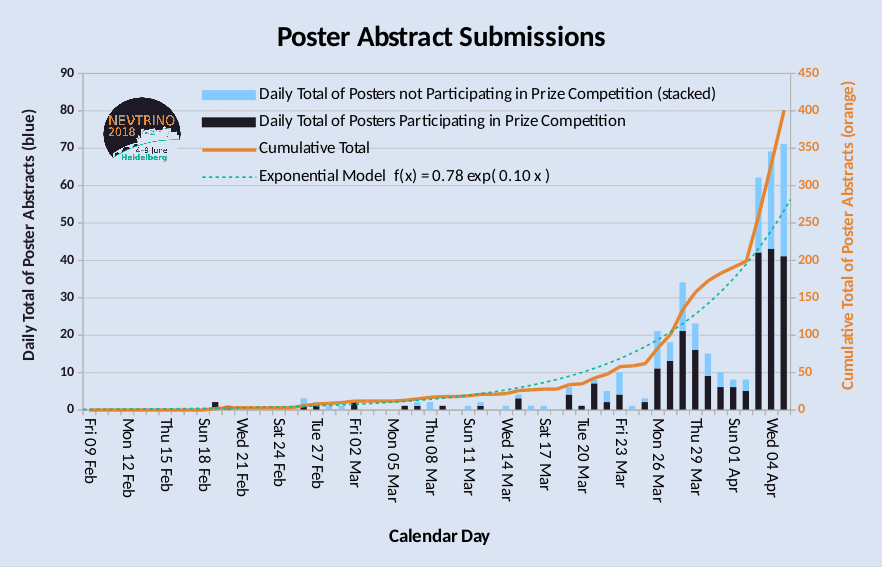 Poster Abstract Submissions
Daily Total of Poster Abstracts (blue)
90
80
70
60
50
40
30
20
10
0
NEVTRINO
2018
4-9 June
Heidelberg
Daily Total of Posters not Participating in Prize Competition (stacked)
Daily Total of Posters Participating in Prize Competition
Cumulative Total
Exponential Model f(x) = 0.78 exp( 0.10 x )
450
400
350
300
250
200
150
100
50
0
Cumulative Total of Poster Abstracts (orange)
Fri 09 Feb
Mon 12 Feb
Thu 15 Feb
Sun 18 Feb
Wed 21 Feb
Sat 24 Feb
Tue 27 Feb
Fri 02 Mar
Mon 05 Mar
Thu 08 Mar
Sun 11 Mar
Wed 14 Mar
Sat 17 Mar
Tue 20 Mar
Fri 23 Mar
Mon 26 Mar
Thu 29 Mar
Sun 01 Apr
Wed 04 Apr
Calendar Day